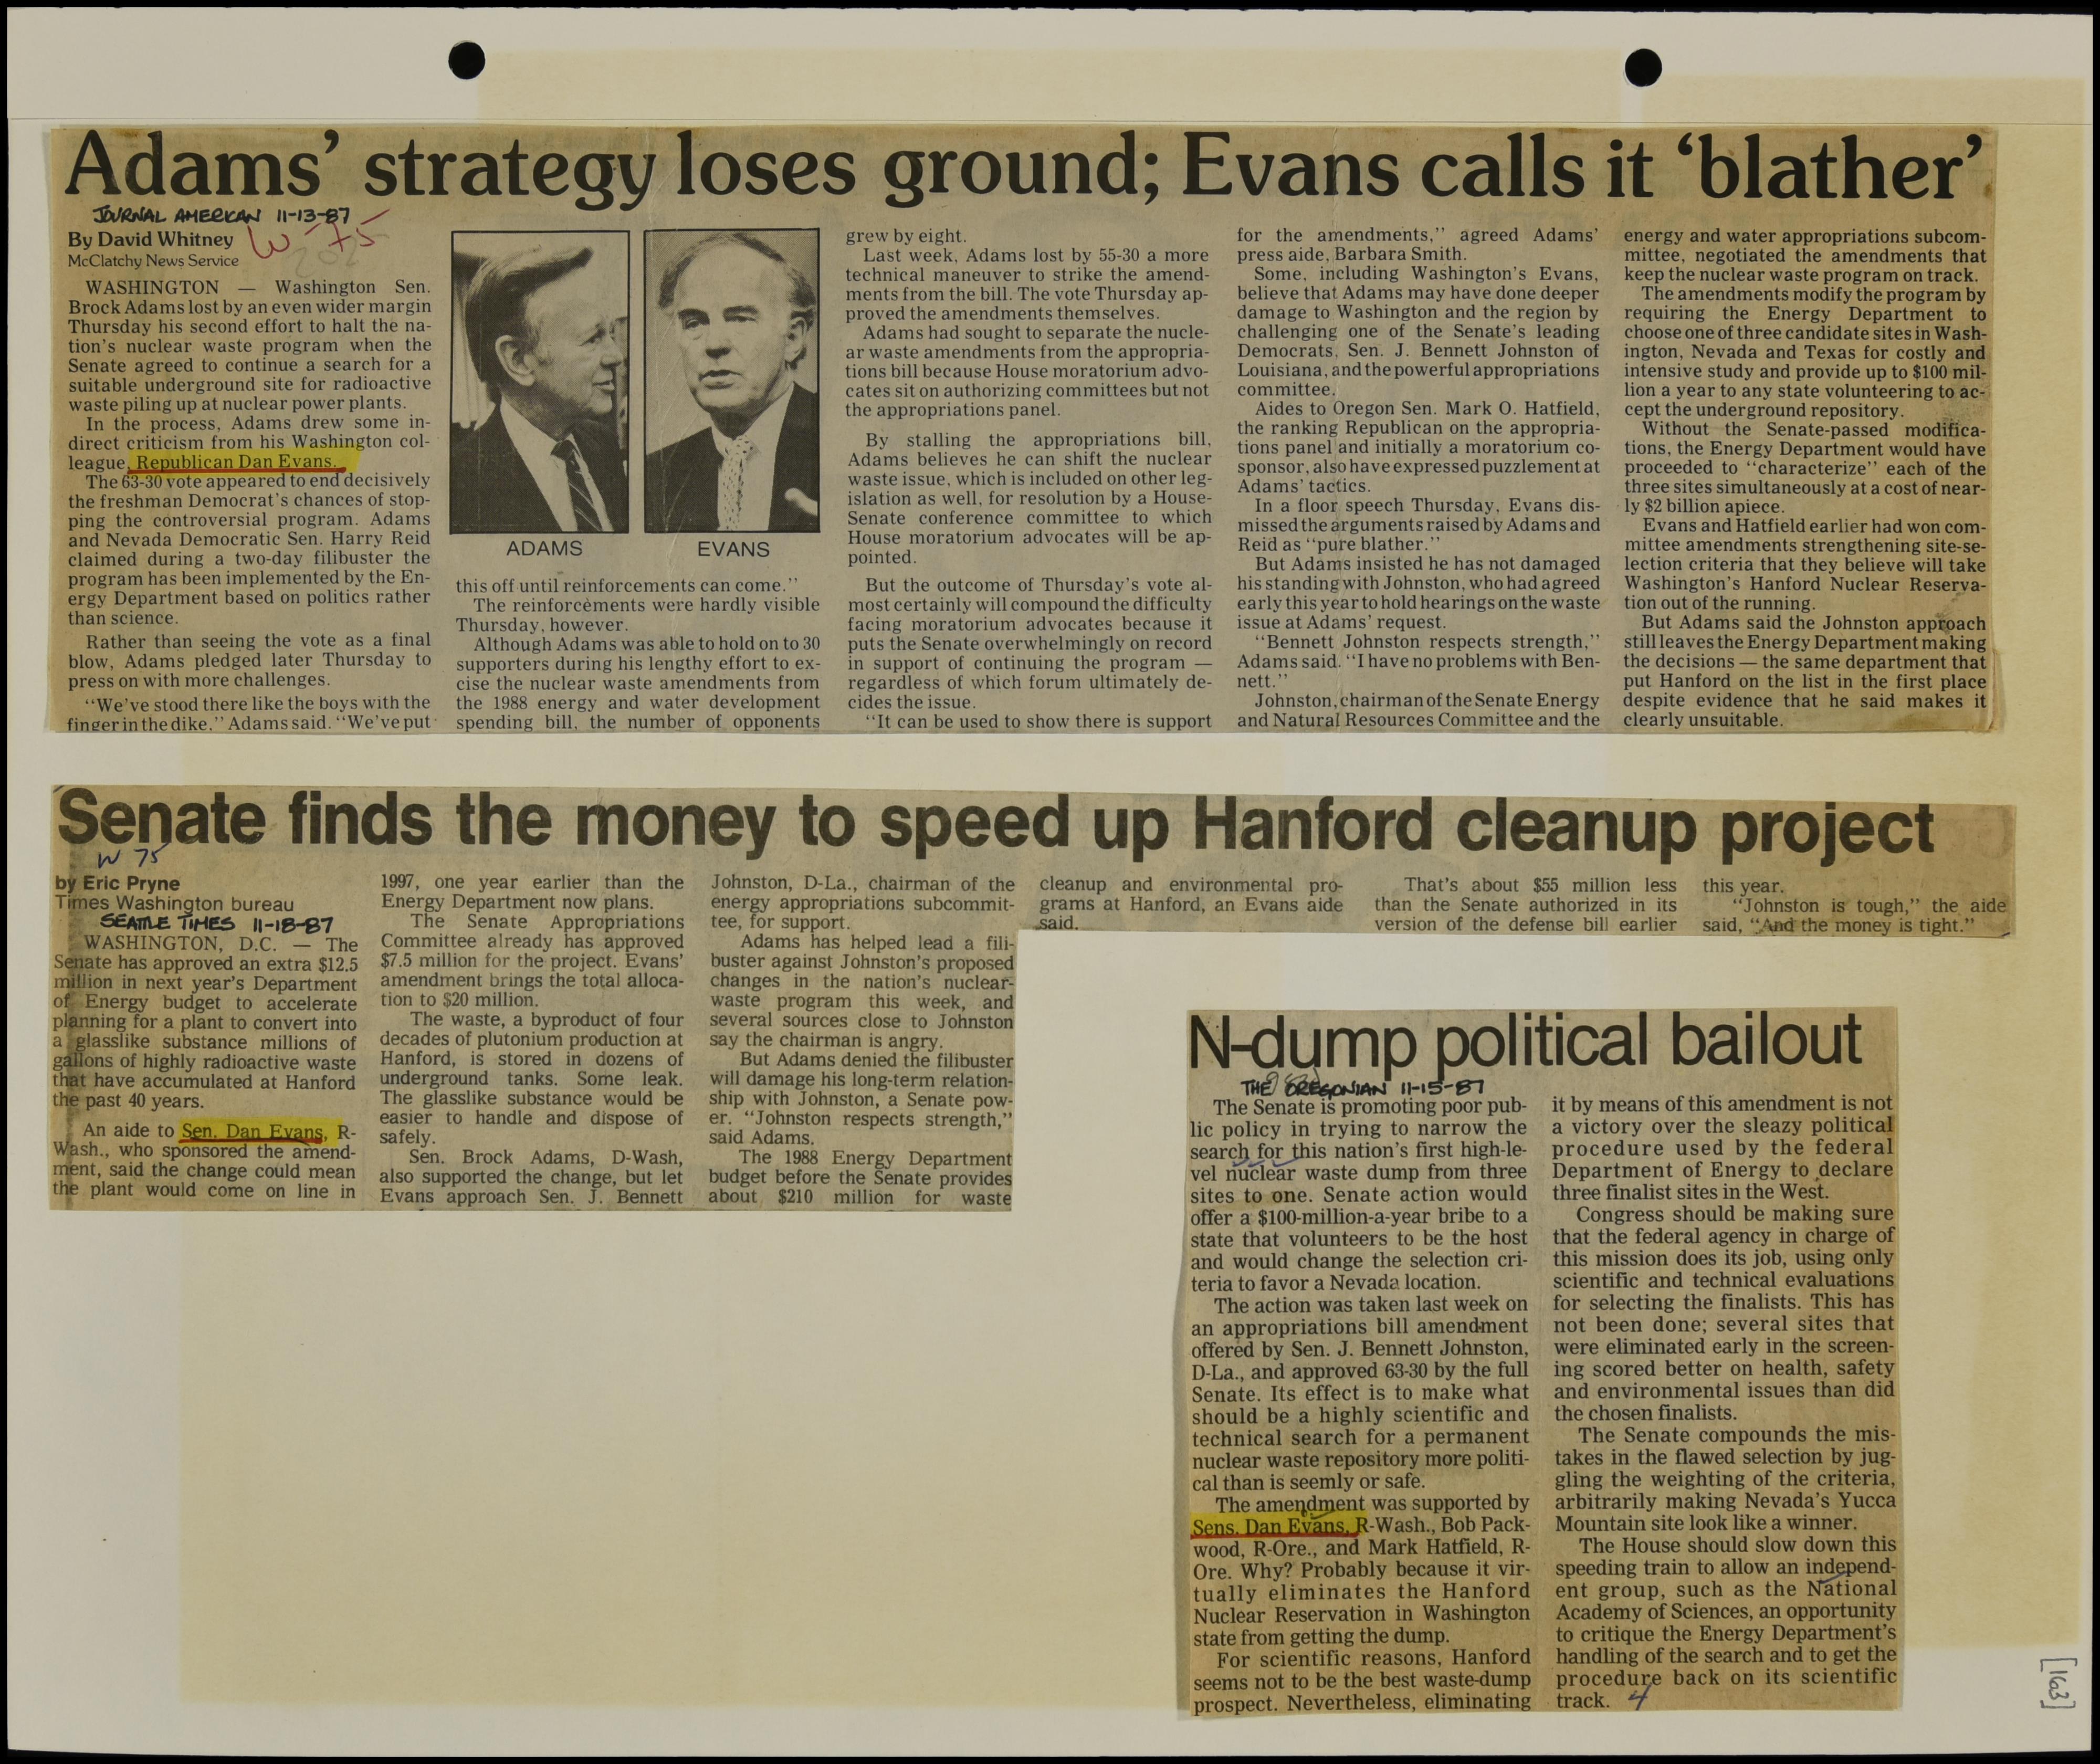 Adams' strategy loses ground; Evans calls it 'blather'
JOURNAL AMERICAN 11-13-87
W-75
By David Whitney
McClatchy News Service
WASHINGTON — Washington Sen.
Brock Adams lost by an even wider margin
Thursday his second effort to halt the na-
tion's nuclear waste program when the
Senate agreed to continue a search for a
suitable underground site for radioactive
waste piling up at nuclear power plants.
In the process, Adams drew some in-
direct criticism from his Washington col-
league, Republican Dan Evans.
The 63-30 vote appeared to end decisively
the freshman Democrat's chances of stop-
ping the controversial program. Adams
and Nevada Democratic Sen. Harry Reid
claimed during a two-day filibuster the
program has been implemented by the En-
ergy Department based on politics rather
than science.
Rather than seeing the vote as a final
blow, Adams pledged later Thursday to
press on with more challenges.
"We've stood there like the boys with the
finger in the dike," Adams said. "We've put
ADAMS
EVANS
this off until reinforcements can come."
The reinforcements were hardly visible
Thursday, however.
Although Adams was able to hold on to 30
supporters during his lengthy effort to ex-
cise the nuclear waste amendments from
the 1988 energy and water development
spending bill, the number of opponents
grew by eight.
Last week, Adams lost by 55-30 a more
technical maneuver to strike the amend-
ments from the bill. The vote Thursday ap-
proved the amendments themselves.
Adams had sought to separate the nucle-
ar waste amendments from the appropria-
tions bill because House moratorium advo-
cates sit on authorizing committees but not
the appropriations panel.
By stalling the appropriations bill,
Adams believes he can shift the nuclear
waste issue, which is included on other leg-
islation as well, for resolution by a House-
Senate conference committee to which
House moratorium advocates will be ap-
pointed.
But the outcome of Thursday's vote al-
most certainly will compound the difficulty
facing moratorium advocates because it
puts the Senate overwhelmingly on record
in support of continuing the program —
regardless of which forum ultimately de-
cides the issue.
"It can be used to show there is support
for the amendments," agreed Adams'
press aide, Barbara Smith.
Some, including Washington's Evans,
believe that Adams may have done deeper
damage to Washington and the region by
challenging one of the Senate's leading
Democrats, Sen. J. Bennett Johnston of
Louisiana, and the powerful appropriations
committee.
Aides to Oregon Sen. Mark O. Hatfield,
the ranking Republican on the appropria-
tions panel and initially a moratorium co-
sponsor, also have expressed puzzlement at
Adams' tactics.
In a floor speech Thursday, Evans dis-
missed the arguments raised by Adams and
Reid as "pure blather."
But Adams insisted he has not damaged
his standing with Johnston, who had agreed
early this year to hold hearings on the waste
issue at Adams' request.
"Bennett Johnston respects strength,"
Adams said. "I have no problems with Ben-
nett."
Johnston, chairman of the Senate Energy
and Natural Resources Committee and the
energy and water appropriations subcom-
mittee, negotiated the amendments that
keep the nuclear waste program on track.
The amendments modify the program by
requiring the Energy Department to
choose one of three candidate sites in Wash-
ington, Nevada and Texas for costly and
intensive study and provide up to $100 mil-
lion a year to any state volunteering to ac-
cept the underground repository.
Without the Senate-passed modifica-
tions, the Energy Department would have
proceeded to "characterize" each of the
three sites simultaneously at a cost of near-
ly $2 billion apiece.
Evans and Hatfield earlier had won com-
mittee amendments strengthening site-se-
lection criteria that they believe will take
Washington's Hanford Nuclear Reserva-
tion out of the running.
But Adams said the Johnston approach
still leaves the Energy Department making
the decisions — the same department that
put Hanford on the list in the first place
despite evidence that he said makes it
clearly unsuitable.
Senate finds the money to speed up Hanford cleanup project
W 75
by Eric Pryne
Times Washington bureau
SEATTLE TIMES 11-18-87
WASHINGTON, D.C. — The
Senate has approved an extra $12.5
million in next year's Department
of Energy budget to accelerate
planning for a plant to convert into
a glasslike substance millions of
gallons of highly radioactive waste
that have accumulated at Hanford
the past 40 years.
An aide to Sen. Dan Evans, R-
Wash., who sponsored the amend-
ment, said the change could mean
the plant would come on line in
1997, one year earlier than the
Energy Department now plans.
The Senate Appropriations
Committee already has approved
$7.5 million for the project. Evans'
amendment brings the total alloca-
tion to $20 million.
The waste, a byproduct of four
decades of plutonium production at
Hanford, is stored in dozens of
underground tanks. Some leak.
The glasslike substance would be
easier to handle and dispose of
safely.
Sen. Brock Adams, D-Wash,
also supported the change, but let
Evans approach Sen. J. Bennett
Johnston, D-La., chairman of the
energy appropriations subcommit-
tee, for support.
Adams has helped lead a fili-
buster against Johnston's proposed
changes in the nation's nuclear-
waste program this week, and
several sources close to Johnston
say the chairman is angry.
But Adams denied the filibuster
will damage his long-term relation-
ship with Johnston, a Senate pow-
er. "Johnston respects strength,"
said Adams.
The 1988 Energy Department
budget before the Senate provides
about $210 million for waste
cleanup and environmental pro-
grams at Hanford, an Evans aide
said.
That's about $55 million less
than the Senate authorized in its
version of the defense bill earlier
this year.
"Johnston is tough," the aide
said, "And the money is tight."
N-dump political bailout
THE OREGONIAN 11-15-87
The Senate is promoting poor pub-
lic policy in trying to narrow the
search for this nation's first high-le-
vel nuclear waste dump from three
sites to one. Senate action would
offer a $100-million-a-year bribe to a
state that volunteers to be the host
and would change the selection cri-
teria to favor a Nevada location.
The action was taken last week on
an appropriations bill amendment
offered by Sen. J. Bennett Johnston,
D-La., and approved 63-30 by the full
Senate. Its effect is to make what
should be a highly scientific and
technical search for a permanent
nuclear waste repository more politi-
cal than is seemly or safe.
The amendment was supported by
Sens. Dan Evans, R-Wash., Bob Pack-
wood, R-Ore., and Mark Hatfield, R-
Ore. Why? Probably because it vir-
tually eliminates the Hanford
Nuclear Reservation in Washington
state from getting the dump.
For scientific reasons, Hanford
seems not to be the best waste-dump
prospect. Nevertheless, eliminating
it by means of this amendment is not
a victory over the sleazy political
procedure used by the federal
Department of Energy to declare
three finalist sites in the West.
Congress should be making sure
that the federal agency in charge of
this mission does its job, using only
scientific and technical evaluations
for selecting the finalists. This has
not been done; several sites that
were eliminated early in the screen-
ing scored better on health, safety
and environmental issues than did
the chosen finalists.
The Senate compounds the mis-
takes in the flawed selection by jug-
gling the weighting of the criteria,
arbitrarily making Nevada's Yucca
Mountain site look like a winner.
The House should slow down this
speeding train to allow an independ-
ent group, such as the National
Academy of Sciences, an opportunity
to critique the Energy Department's
handling of the search and to get the
procedure back on its scientific
track. 4
[163]